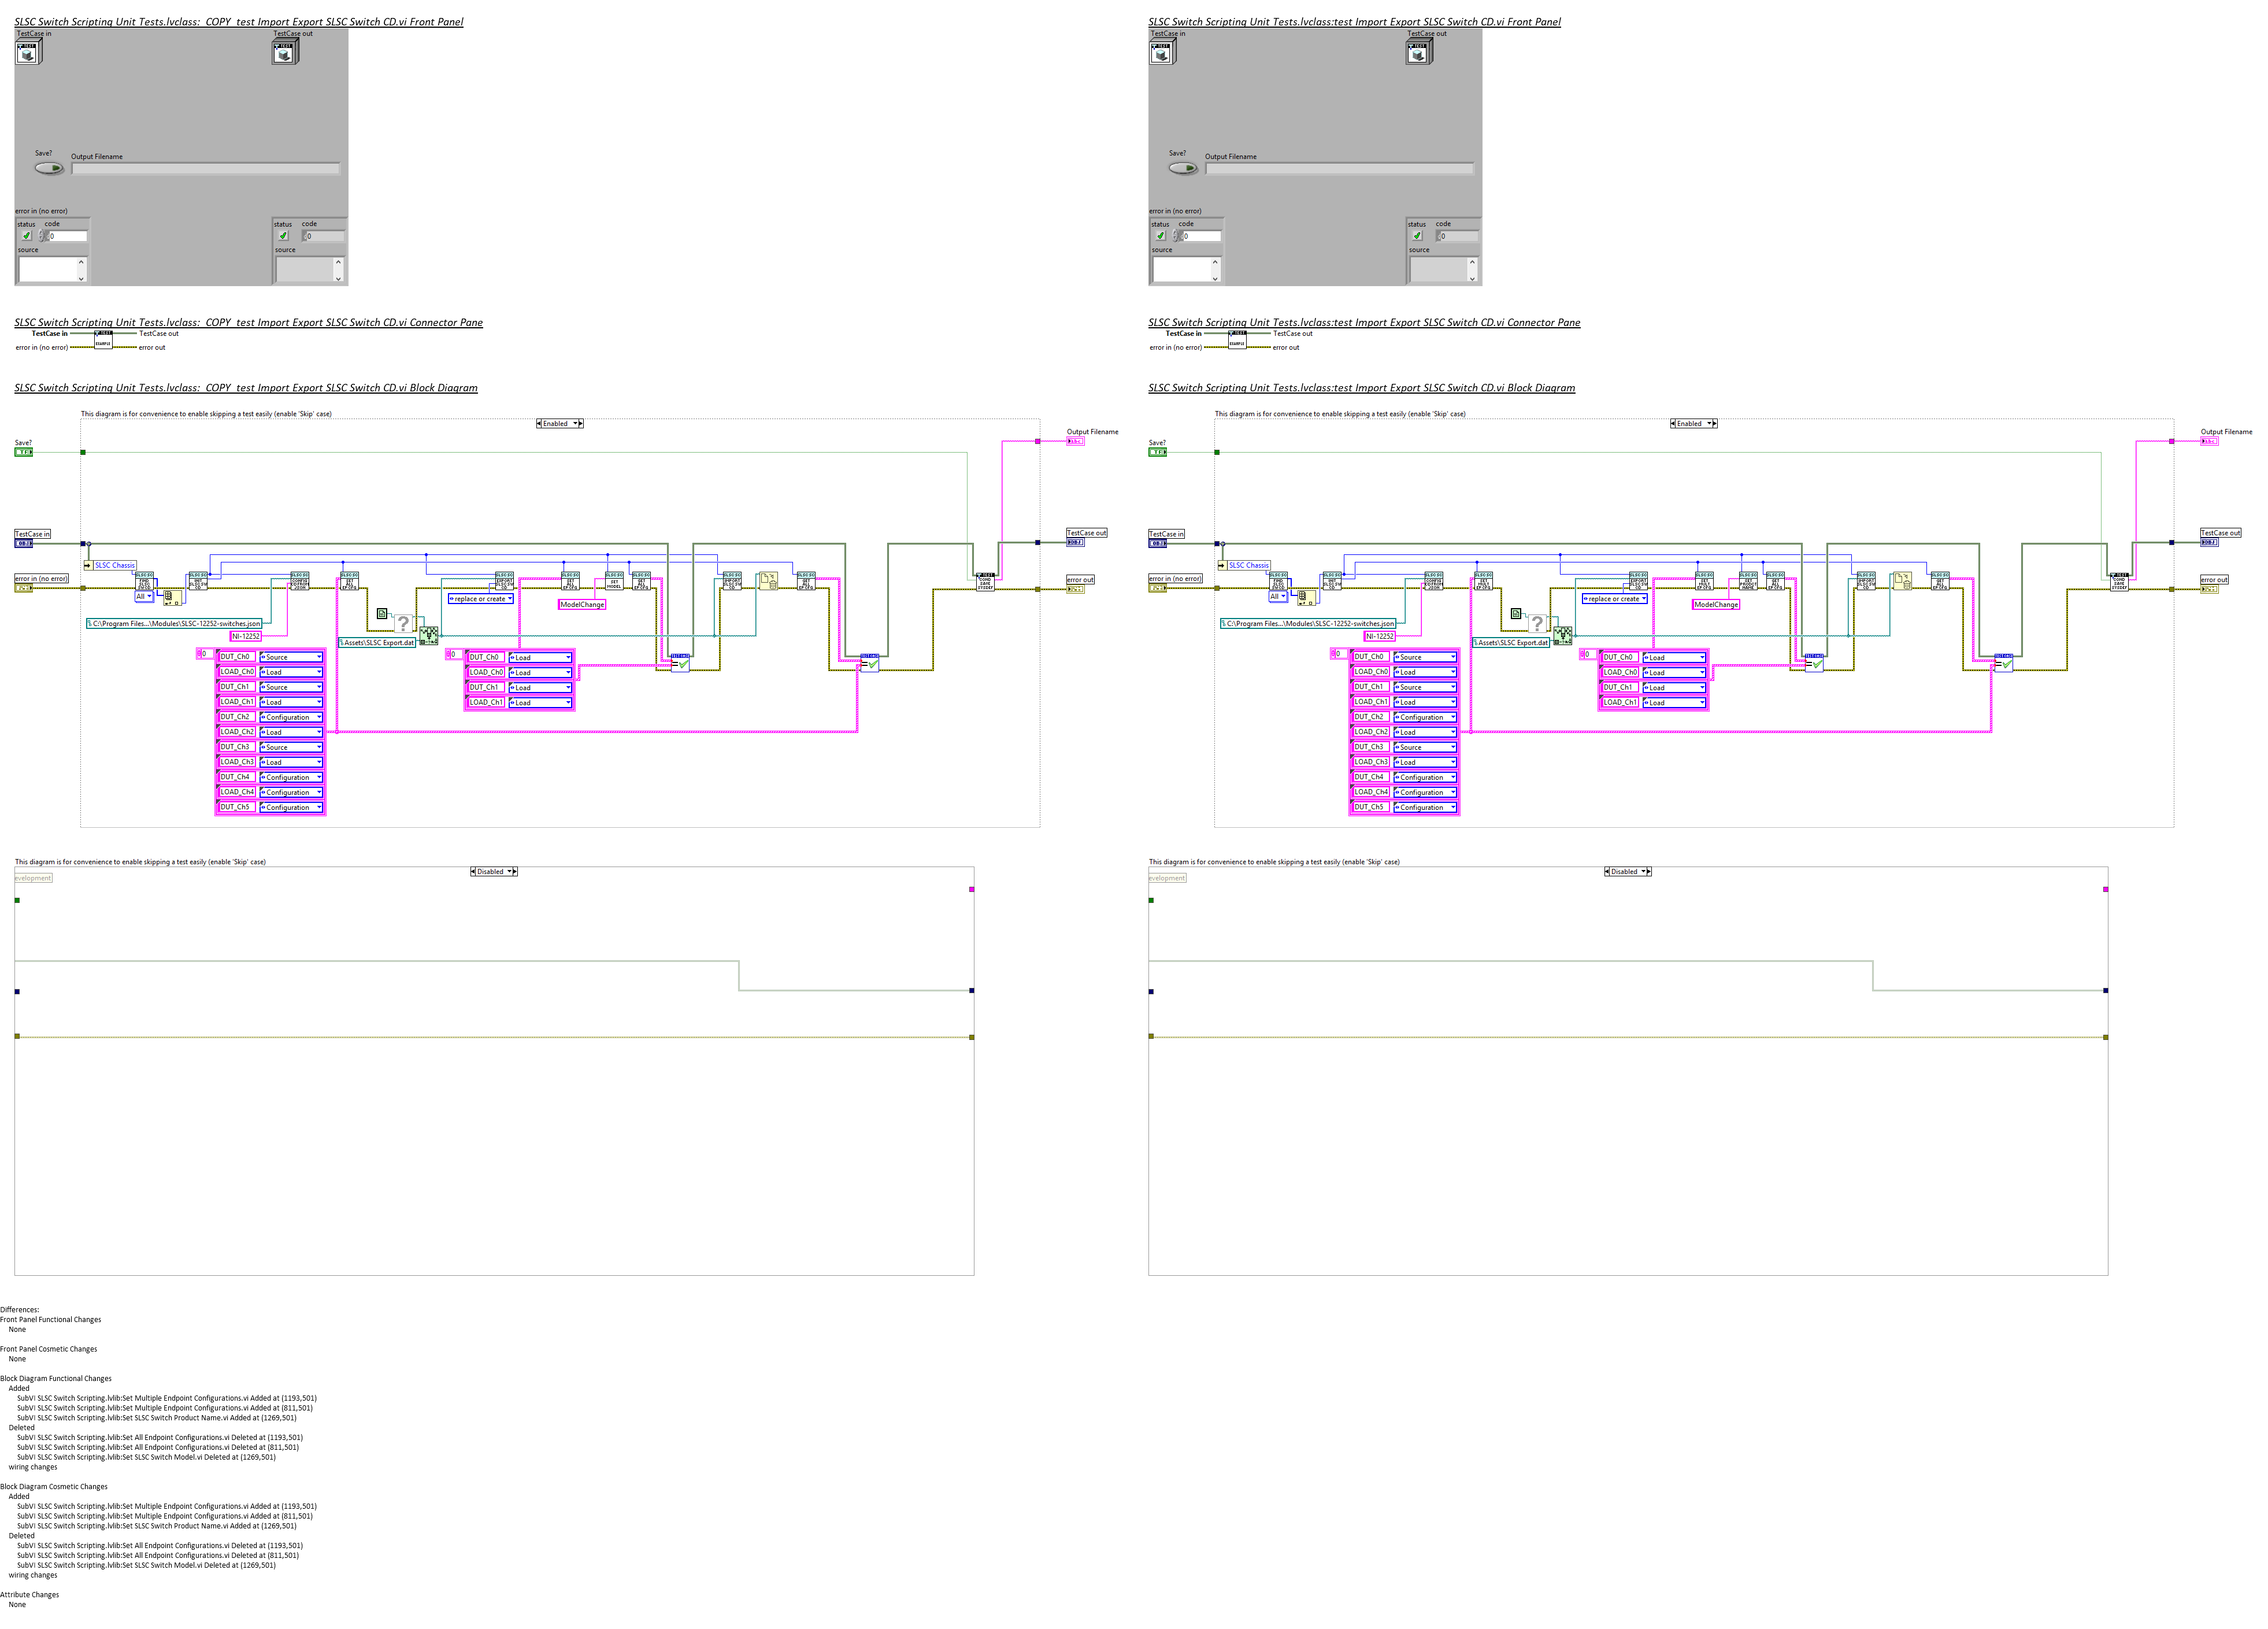 SLSC Switch Scripting Unit Tests.lvclass:_COPY_test Import Export SLSC Switch CD.vi Front Panel
TestCase in
TestCase out
Save?
Output Filename
error in (no error)
status code
0
source
status code
0
source
SLSC Switch Scripting Unit Tests.lvclass:_COPY_test Import Export SLSC Switch CD.vi Connector Pane
TestCase in
TestCase out
error in (no error)
error out
SLSC Switch Scripting Unit Tests.lvclass:_COPY_test Import Export SLSC Switch CD.vi Block Diagram
This diagram is for convenience to enable skipping a test easily (enable 'Skip' case)
Enabled
Save?
Output Filename
TestCase in
TestCase out
SLSC Chassis
error in (no error)
error out
All
replace or create
ModelChange
C:\Program Files...\Modules\SLSC-12252-switches.json
NI-12252
Assets\SLSC Export.dat
0
DUT_Ch0 Source
LOAD_Ch0 Load
DUT_Ch1 Source
LOAD_Ch1 Load
DUT_Ch2 Configuration
LOAD_Ch2 Load
DUT_Ch3 Source
LOAD_Ch3 Load
DUT_Ch4 Configuration
LOAD_Ch4 Configuration
DUT_Ch5 Configuration
0
DUT_Ch0 Load
LOAD_Ch0 Load
DUT_Ch1 Load
LOAD_Ch1 Load
This diagram is for convenience to enable skipping a test easily (enable 'Skip' case)
Disabled
evelopment
SLSC Switch Scripting Unit Tests.lvclass:test Import Export SLSC Switch CD.vi Front Panel
TestCase in
TestCase out
Save?
Output Filename
error in (no error)
status code
0
source
status code
0
source
SLSC Switch Scripting Unit Tests.lvclass:test Import Export SLSC Switch CD.vi Connector Pane
TestCase in
TestCase out
error in (no error)
error out
SLSC Switch Scripting Unit Tests.lvclass:test Import Export SLSC Switch CD.vi Block Diagram
This diagram is for convenience to enable skipping a test easily (enable 'Skip' case)
Enabled
Save?
Output Filename
TestCase in
TestCase out
SLSC Chassis
error in (no error)
error out
All
replace or create
ModelChange
C:\Program Files...\Modules\SLSC-12252-switches.json
NI-12252
Assets\SLSC Export.dat
0
DUT_Ch0 Source
LOAD_Ch0 Load
DUT_Ch1 Source
LOAD_Ch1 Load
DUT_Ch2 Configuration
LOAD_Ch2 Load
DUT_Ch3 Source
LOAD_Ch3 Load
DUT_Ch4 Configuration
LOAD_Ch4 Configuration
DUT_Ch5 Configuration
0
DUT_Ch0 Load
LOAD_Ch0 Load
DUT_Ch1 Load
LOAD_Ch1 Load
This diagram is for convenience to enable skipping a test easily (enable 'Skip' case)
Disabled
evelopment
Differences:
Front Panel Functional Changes
None
Front Panel Cosmetic Changes
None
Block Diagram Functional Changes
Added
SubVI SLSC Switch Scripting.lvlib:Set Multiple Endpoint Configurations.vi Added at (1193,501)
SubVI SLSC Switch Scripting.lvlib:Set Multiple Endpoint Configurations.vi Added at (811,501)
SubVI SLSC Switch Scripting.lvlib:Set SLSC Switch Product Name.vi Added at (1269,501)
Deleted
SubVI SLSC Switch Scripting.lvlib:Set All Endpoint Configurations.vi Deleted at (1193,501)
SubVI SLSC Switch Scripting.lvlib:Set All Endpoint Configurations.vi Deleted at (811,501)
SubVI SLSC Switch Scripting.lvlib:Set SLSC Switch Model.vi Deleted at (1269,501)
wiring changes
Block Diagram Cosmetic Changes
Added
SubVI SLSC Switch Scripting.lvlib:Set Multiple Endpoint Configurations.vi Added at (1193,501)
SubVI SLSC Switch Scripting.lvlib:Set Multiple Endpoint Configurations.vi Added at (811,501)
SubVI SLSC Switch Scripting.lvlib:Set SLSC Switch Product Name.vi Added at (1269,501)
Deleted
SubVI SLSC Switch Scripting.lvlib:Set All Endpoint Configurations.vi Deleted at (1193,501)
SubVI SLSC Switch Scripting.lvlib:Set All Endpoint Configurations.vi Deleted at (811,501)
SubVI SLSC Switch Scripting.lvlib:Set SLSC Switch Model.vi Deleted at (1269,501)
wiring changes
Attribute Changes
None